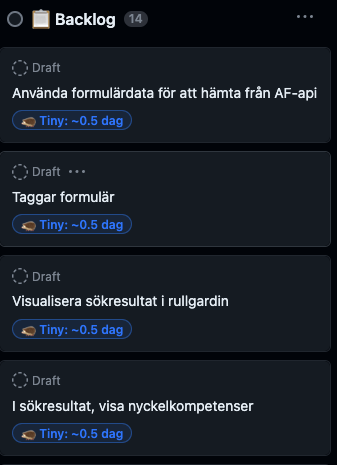 Backlog 14
Draft
Använda formulärdata för att hämta från AF-api
Tiny: ~0.5 dag
Draft
Taggar formulär
Tiny: ~0.5 dag
Draft
Visualisera sökresultat i rullgardin
Tiny: ~0.5 dag
Draft
I sökresultat, visa nyckelkompetenser
Tiny: ~0.5 dag